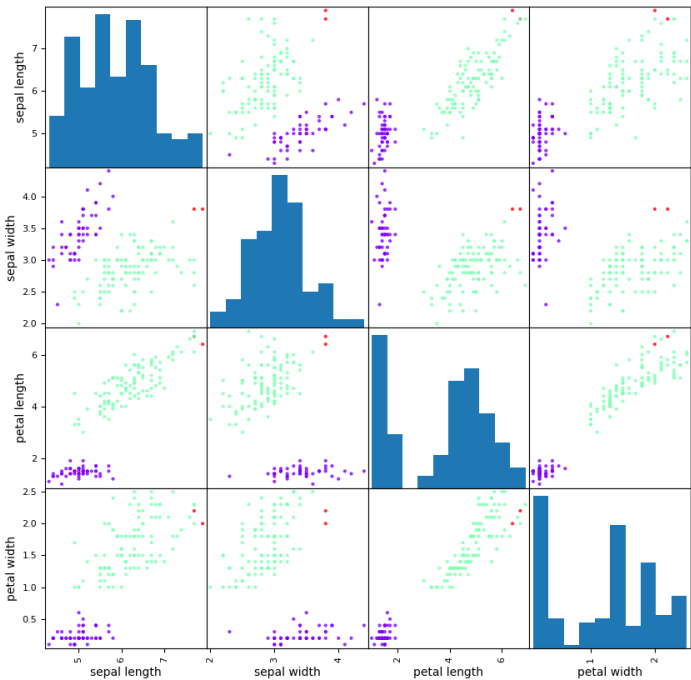 sepal length
7
6
5
sepal width
4.0
3.5
3.0
2.5
2.0
petal length
6
4
2
petal width
2.5
2.0
1.5
1.0
0.5
5 6 7 2 3 4 2 4 6 1 2
sepal length sepal width petal length petal width